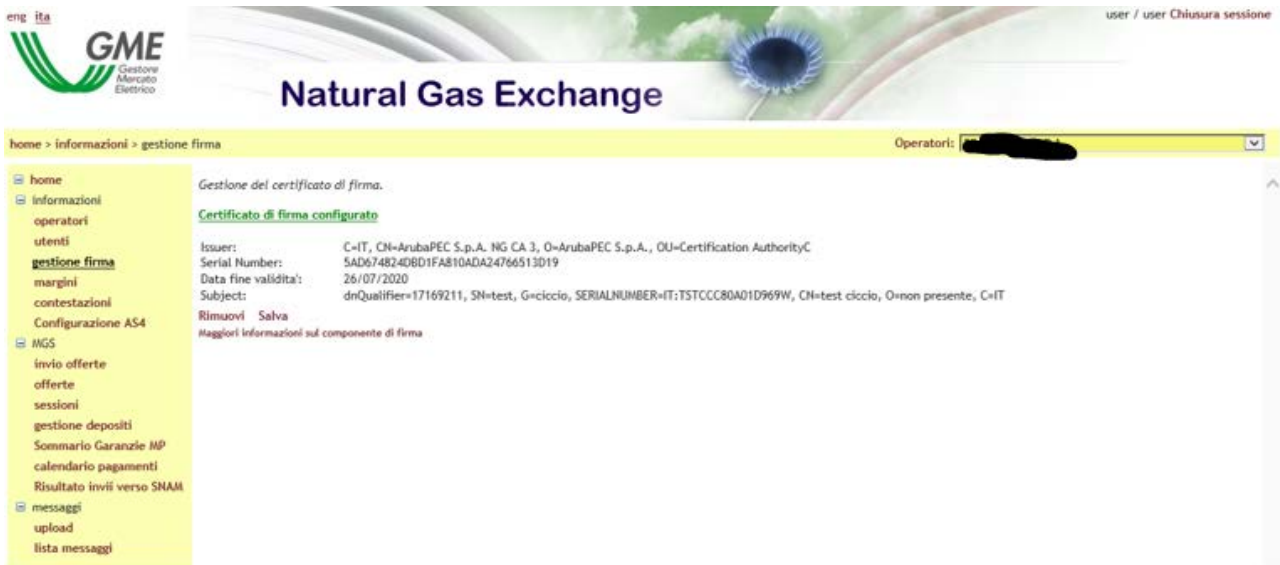 eng ita
user / user Chiusura sessione
GME
Gestore
Mercato
Elettrico
Natural Gas Exchange
home > informazioni > gestione firma
Operatori:
home
informazioni
operatori
utenti
gestione firma
margini
contestazioni
Configurazione AS4
MGS
invio offerte
offerte
sessioni
gestione depositi
Sommario Garanzie MP
calendario pagamenti
Risultato invii verso SNAM
messaggi
upload
lista messaggi
Gestione del certificato di firma.
Certificato di firma configurato
Issuer: C=IT, CN=ArubaPEC S.p.A. NG CA 3, O=ArubaPEC S.p.A., OU=Certification AuthorityC
Serial Number: 5AD674824DBD1FA810ADA24766513D19
Data fine validita': 26/07/2020
Subject: dnQualifier=17169211, SN=test, G=ciccio, SERIALNUMBER=IT:TSTCCC80A01D969W, CN=test ciccio, O=non presente, C=IT
Rimuovi Salva
Maggiori informazioni sul componente di firma